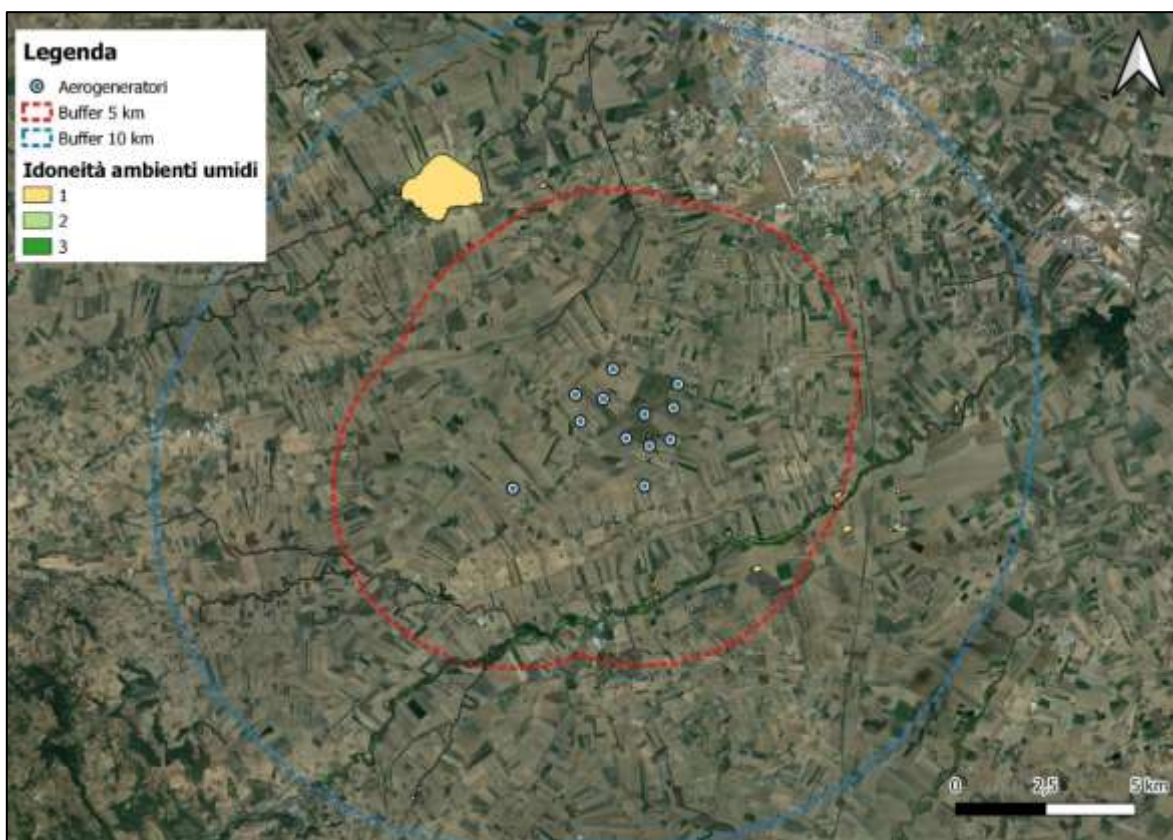 Legenda
Aerogeneratori
Buffer 5 km
Buffer 10 km
Idoneità ambienti umidi
1
2
3
0 2,5 5 km